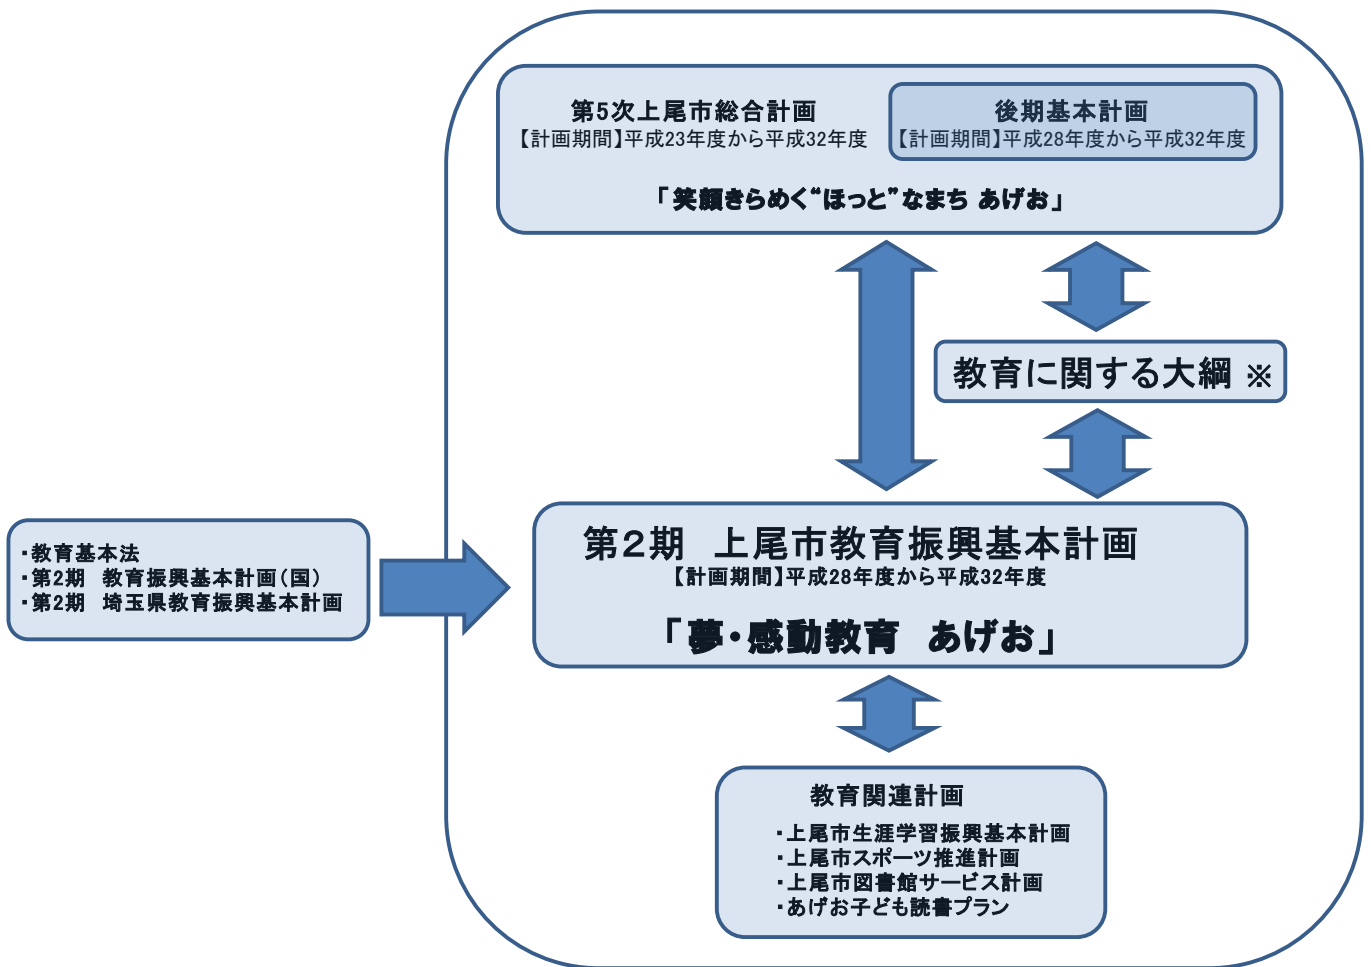 第5次上尾市総合計画
【計画期間】平成23年度から平成32年度
後期基本計画
【計画期間】平成28年度から平成32年度
「笑顔きらめく“ほっと”なまち あげお」
教育に関する大綱 ※
・教育基本法
・第2期 教育振興基本計画(国)
・第2期 埼玉県教育振興基本計画
第2期 上尾市教育振興基本計画
【計画期間】平成28年度から平成32年度
「夢・感動教育 あげお」
教育関連計画
・上尾市生涯学習振興基本計画
・上尾市スポーツ推進計画
・上尾市図書館サービス計画
・あげお子ども読書プラン